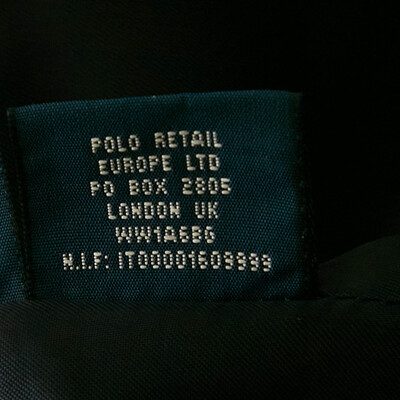 POLO RETAIL
EUROPE LTD
PO BOX 2805
LONDON UK
WW1A6BG
N.I.F: IT00001609999